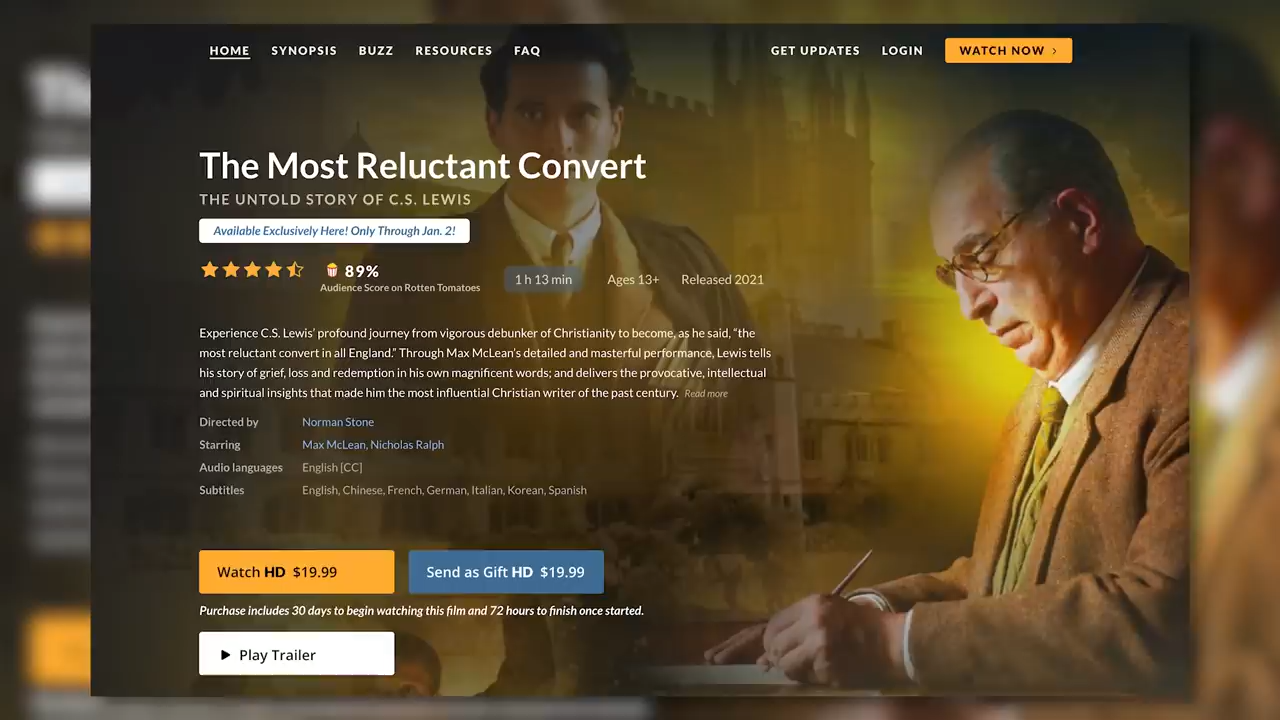 HOME SYNOPSIS BUZZ RESOURCES FAQ GET UPDATES LOGIN WATCH NOW ›
The Most Reluctant Convert
THE UNTOLD STORY OF C.S. LEWIS
Available Exclusively Here! Only Through Jan. 2!
89%
Audience Score on Rotten Tomatoes
1 h 13 min Ages 13+ Released 2021
Experience C.S. Lewis' profound journey from vigorous debunker of Christianity to become, as he said, "the
most reluctant convert in all England." Through Max McLean's detailed and masterful performance, Lewis tells
his story of grief, loss and redemption in his own magnificent words; and delivers the provocative, intellectual
and spiritual insights that made him the most influential Christian writer of the past century. Read more
Directed by Norman Stone
Starring Max McLean, Nicholas Ralph
Audio languages English [CC]
Subtitles English, Chinese, French, German, Italian, Korean, Spanish
Watch HD $19.99 Send as Gift HD $19.99
Purchase includes 30 days to begin watching this film and 72 hours to finish once started.
Play Trailer